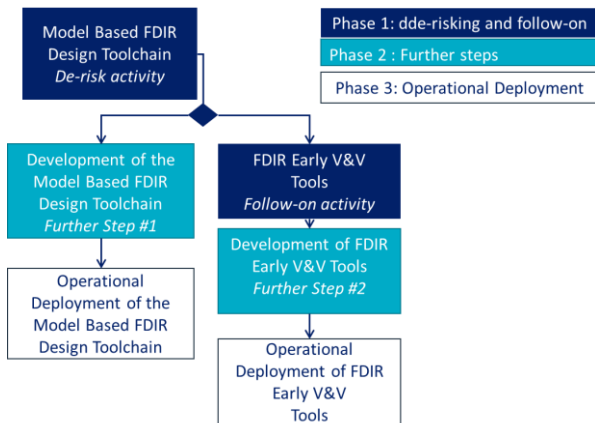 Model Based FDIR
Design Toolchain
De-risk activity
Phase 1: dde-risking and follow-on
Phase 2 : Further steps
Phase 3: Operational Deployment
Development of the
Model Based FDIR
Design Toolchain
Further Step #1
FDIR Early V&V
Tools
Follow-on activity
Development of FDIR
Early V&V Tools
Further Step #2
Operational
Deployment of the
Model Based FDIR
Design Toolchain
Operational
Deployment of FDIR
Early V&V
Tools